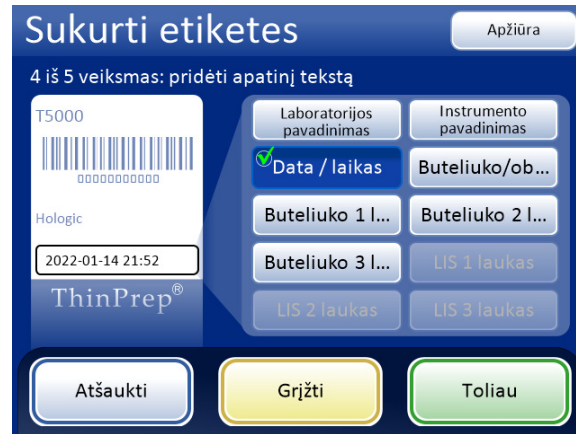 Sukurti etiketes
Apžiūra
4 iš 5 veiksmas: pridėti apatinį tekstą
T5000
00000000000
Hologic
2022-01-14 21:52
ThinPrep®
Laboratorijos
pavadinimas
Instrumento
pavadinimas
Data / laikas
Buteliuko/ob...
Buteliuko 1 l...
Buteliuko 2 l...
Buteliuko 3 l...
LIS 1 laukas
LIS 2 laukas
LIS 3 laukas
Atšaukti
Grįžti
Toliau